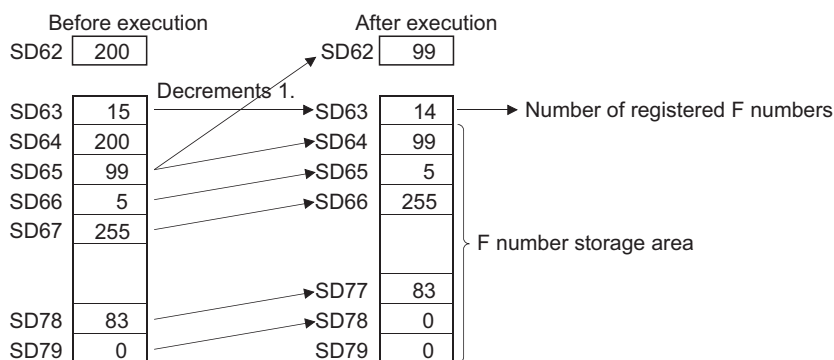 Before execution
After execution
SD62 200
SD62 99
Decrements 1.
SD63 15
SD63 14
Number of registered F numbers
SD64 200
SD64 99
SD65 99
SD65 5
SD66 5
SD66 255
SD67 255
F number storage area
SD77 83
SD78 83
SD78 0
SD79 0
SD79 0